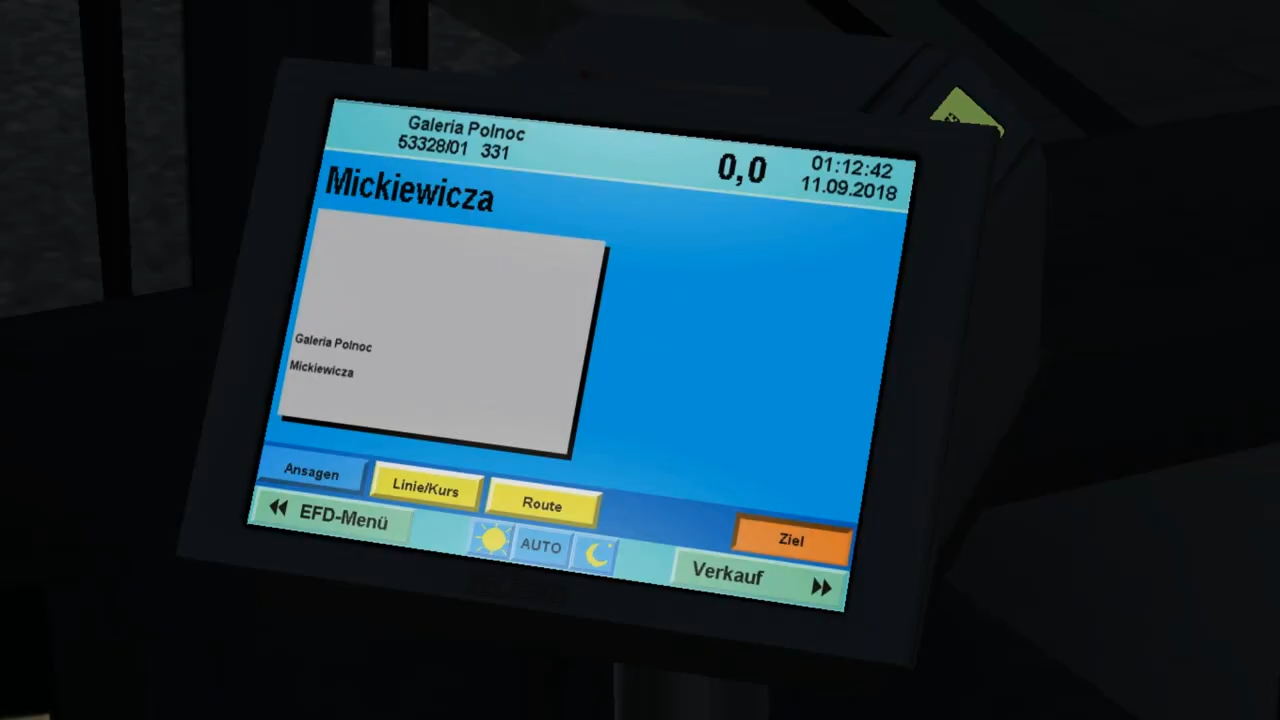 Galeria Polnoc
53328/01 331
0,0
01:12:42
11.09.2018
Mickiewicza
Galeria Polnoc
Mickiewicza
Ansagen
Linie/Kurs
Route
Ziel
EFD-Menü
AUTO
Verkauf